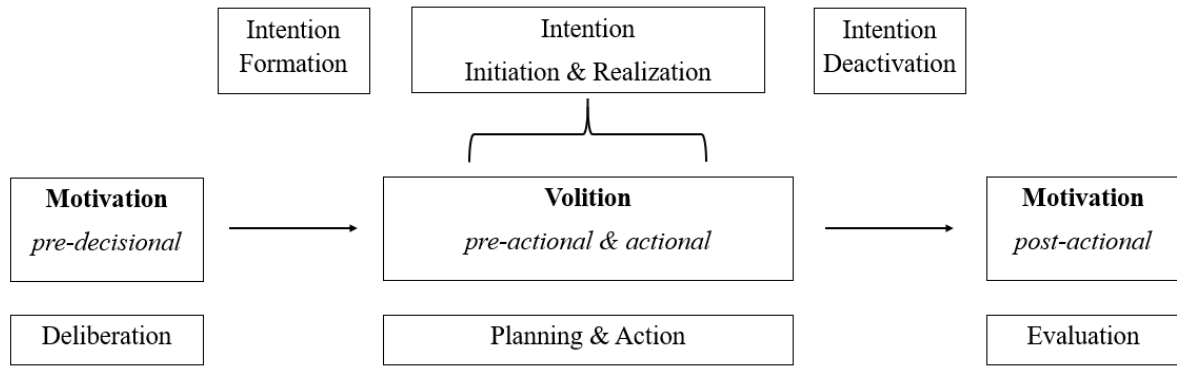 Intention
Formation
Intention
Initiation & Realization
Intention
Deactivation
Motivation
pre-decisional
Volition
pre-actional & actional
Motivation
post-actional
Deliberation
Planning & Action
Evaluation